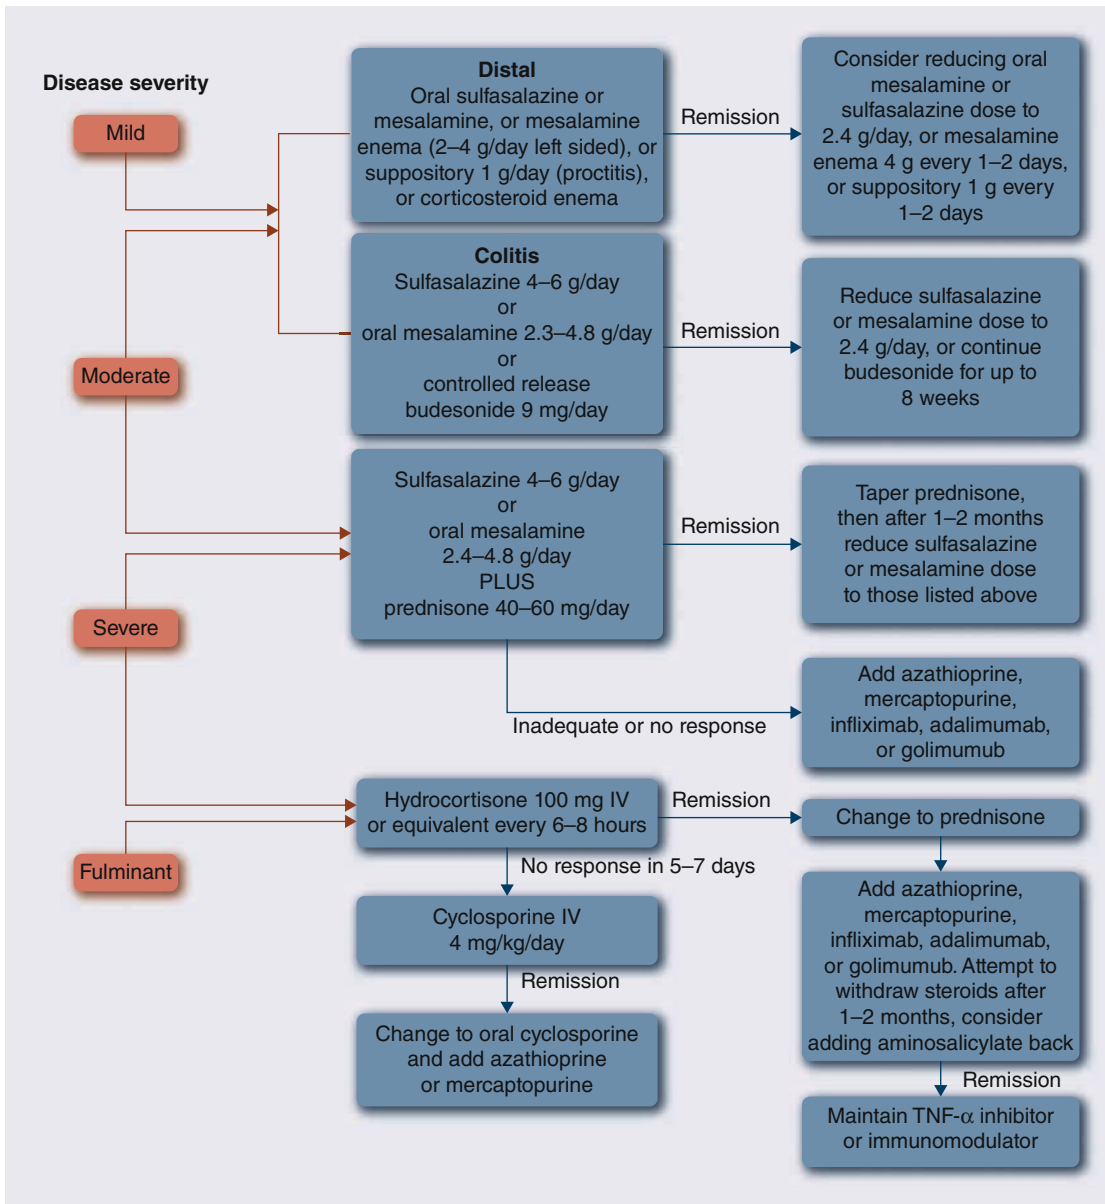 Disease severity
Mild
Moderate
Severe
Fulminant
Distal
Oral sulfasalazine or
mesalamine, or mesalamine
enema (2–4 g/day left sided), or
suppository 1 g/day (proctitis),
or corticosteroid enema
Remission
Consider reducing oral
mesalamine or
sulfasalazine dose to
2.4 g/day, or mesalamine
enema 4 g every 1–2 days,
or suppository 1 g every
1–2 days
Colitis
Sulfasalazine 4–6 g/day
or
oral mesalamine 2.3–4.8 g/day
or
controlled release
budesonide 9 mg/day
Remission
Reduce sulfasalazine
or mesalamine dose to
2.4 g/day, or continue
budesonide for up to
8 weeks
Sulfasalazine 4–6 g/day
or
oral mesalamine
2.4–4.8 g/day
PLUS
prednisone 40–60 mg/day
Remission
Taper prednisone,
then after 1–2 months
reduce sulfasalazine
or mesalamine dose
to those listed above
Inadequate or no response
Add azathioprine,
mercaptopurine,
infliximab, adalimumab,
or golimumub
Hydrocortisone 100 mg IV
or equivalent every 6–8 hours
Remission
Change to prednisone
No response in 5–7 days
Cyclosporine IV
4 mg/kg/day
Remission
Change to oral cyclosporine
and add azathioprine
or mercaptopurine
Add azathioprine,
mercaptopurine,
infliximab, adalimumab,
or golimumub. Attempt to
withdraw steroids after
1–2 months, consider
adding aminosalicylate back
Remission
Maintain TNF-α inhibitor
or immunomodulator